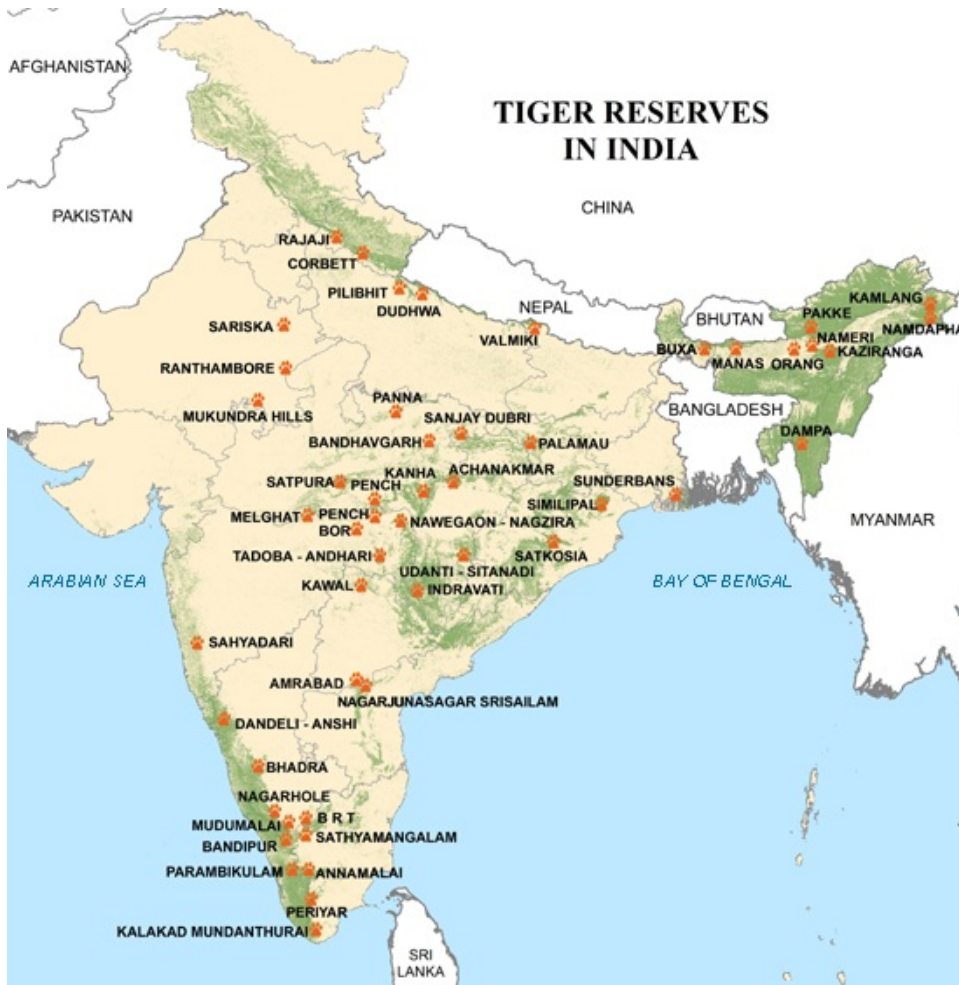 AFGHANISTAN
TIGER RESERVES
IN INDIA
PAKISTAN
CHINA
RAJAJI
CORBETT
PILIBHIT
DUDHWA
NEPAL
VALMIKI
BHUTAN
KAMLANG
PAKKE
NAMDAPHA
NAMERI
BUXA
MANAS
ORANG
KAZIRANGA
SARISKA
RANTHAMBORE
MUKUNDRA HILLS
PANNA
SANJAY DUBRI
BANGLADESH
BANDHAVGARH
PALAMAU
DAMPA
KANHA
ACHANAKMAR
SATPURA
PENCH
SUNDERBANS
SIMILIPAL
MELGHAT
PENCH
BOR
NAWEGAON - NAGZIRA
MYANMAR
TADOBA - ANDHARI
SATKOSIA
UDANTI - SITANADI
ARABIAN SEA
KAWAL
INDRAVATI
BAY OF BENGAL
SAHYADARI
AMRABAD
NAGARJUNASAGAR SRISAILAM
DANDELI - ANSHI
BHADRA
NAGARHOLE
B R T
MUDUMALAI
SATHYAMANGALAM
BANDIPUR
PARAMBIKULAM
ANNAMALAI
PERIYAR
KALAKAD MUNDANTHURAI
SRI
LANKA